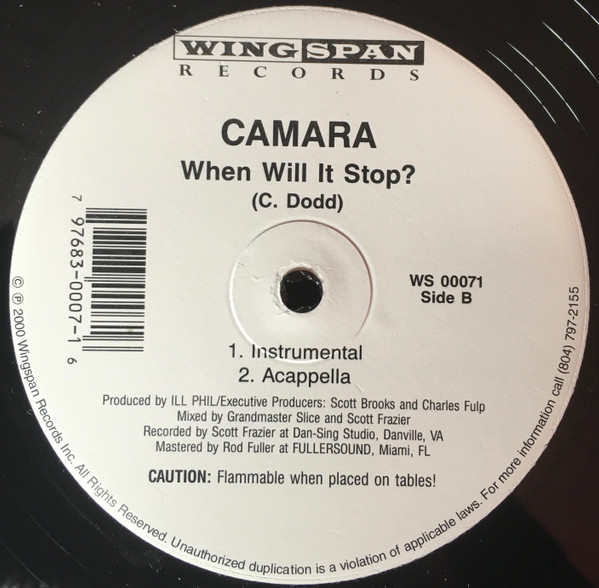 WINGSPAN
RECORDS
CAMARA
When Will It Stop?
(C. Dodd)
7 97683-0007-1 6
WS 00071
Side B
1. Instrumental
2. Acappella
Produced by ILL PHIL/Executive Producers: Scott Brooks and Charles Fulp
Mixed by Grandmaster Slice and Scott Frazier
Recorded by Scott Frazier at Dan-Sing Studio, Danville, VA
Mastered by Rod Fuller at FULLERSOUND, Miami, FL
CAUTION: Flammable when placed on tables!
© ℗ 2000 Wingspan Records Inc. All Rights Reserved. Unauthorized duplication is a violation of applicable laws. For more information call (804) 797-2155